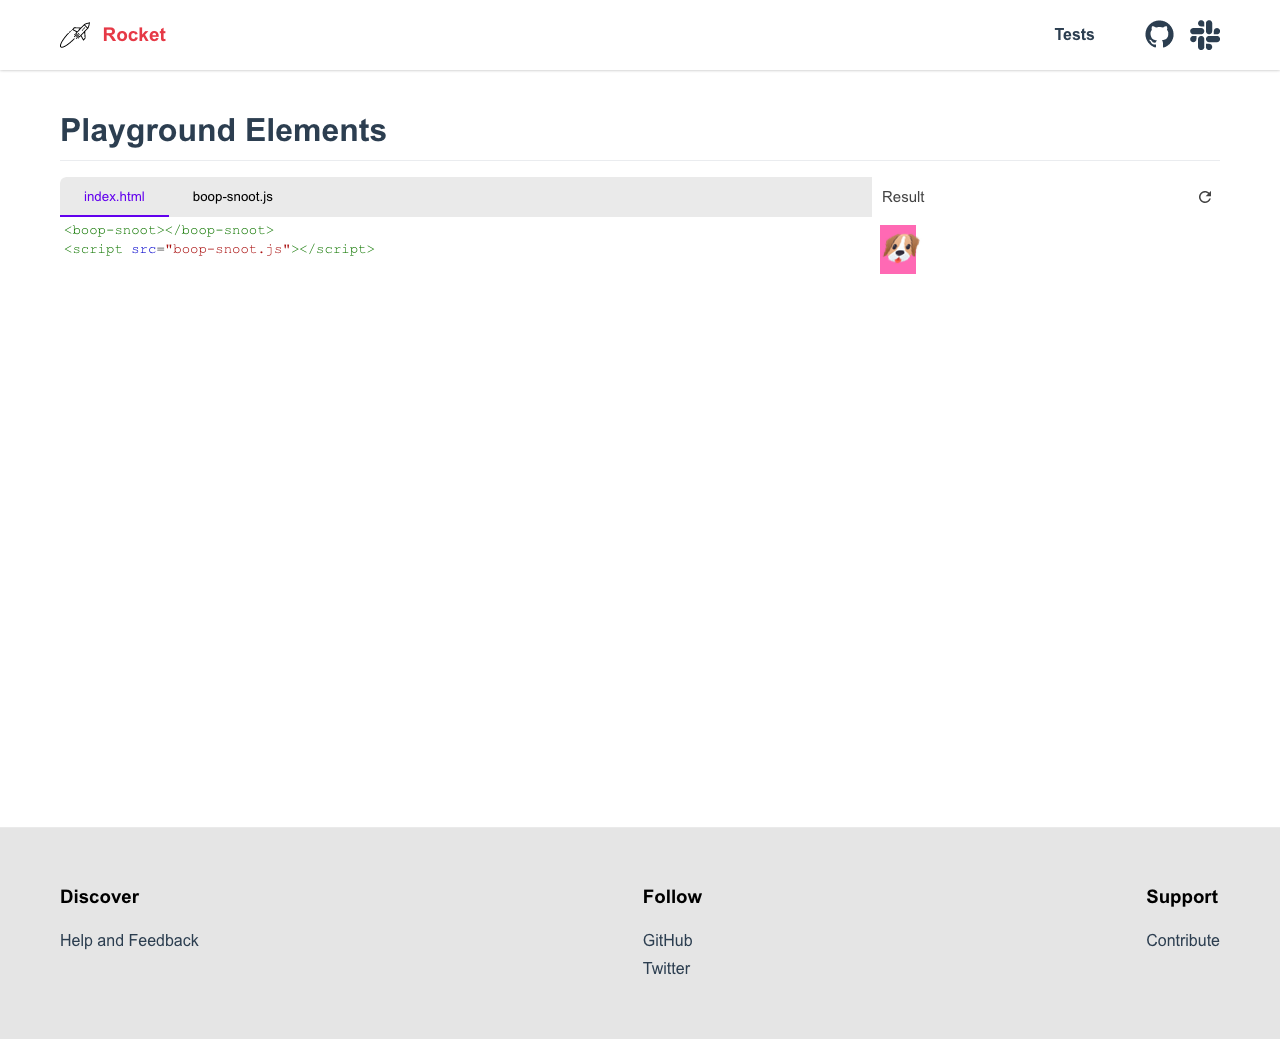 Rocket
Tests
Playground Elements
index.html
boop-snoot.js
Result
<boop-snoot></boop-snoot>
<script src="boop-snoot.js"></script>
Discover
Help and Feedback
Follow
GitHub
Twitter
Support
Contribute